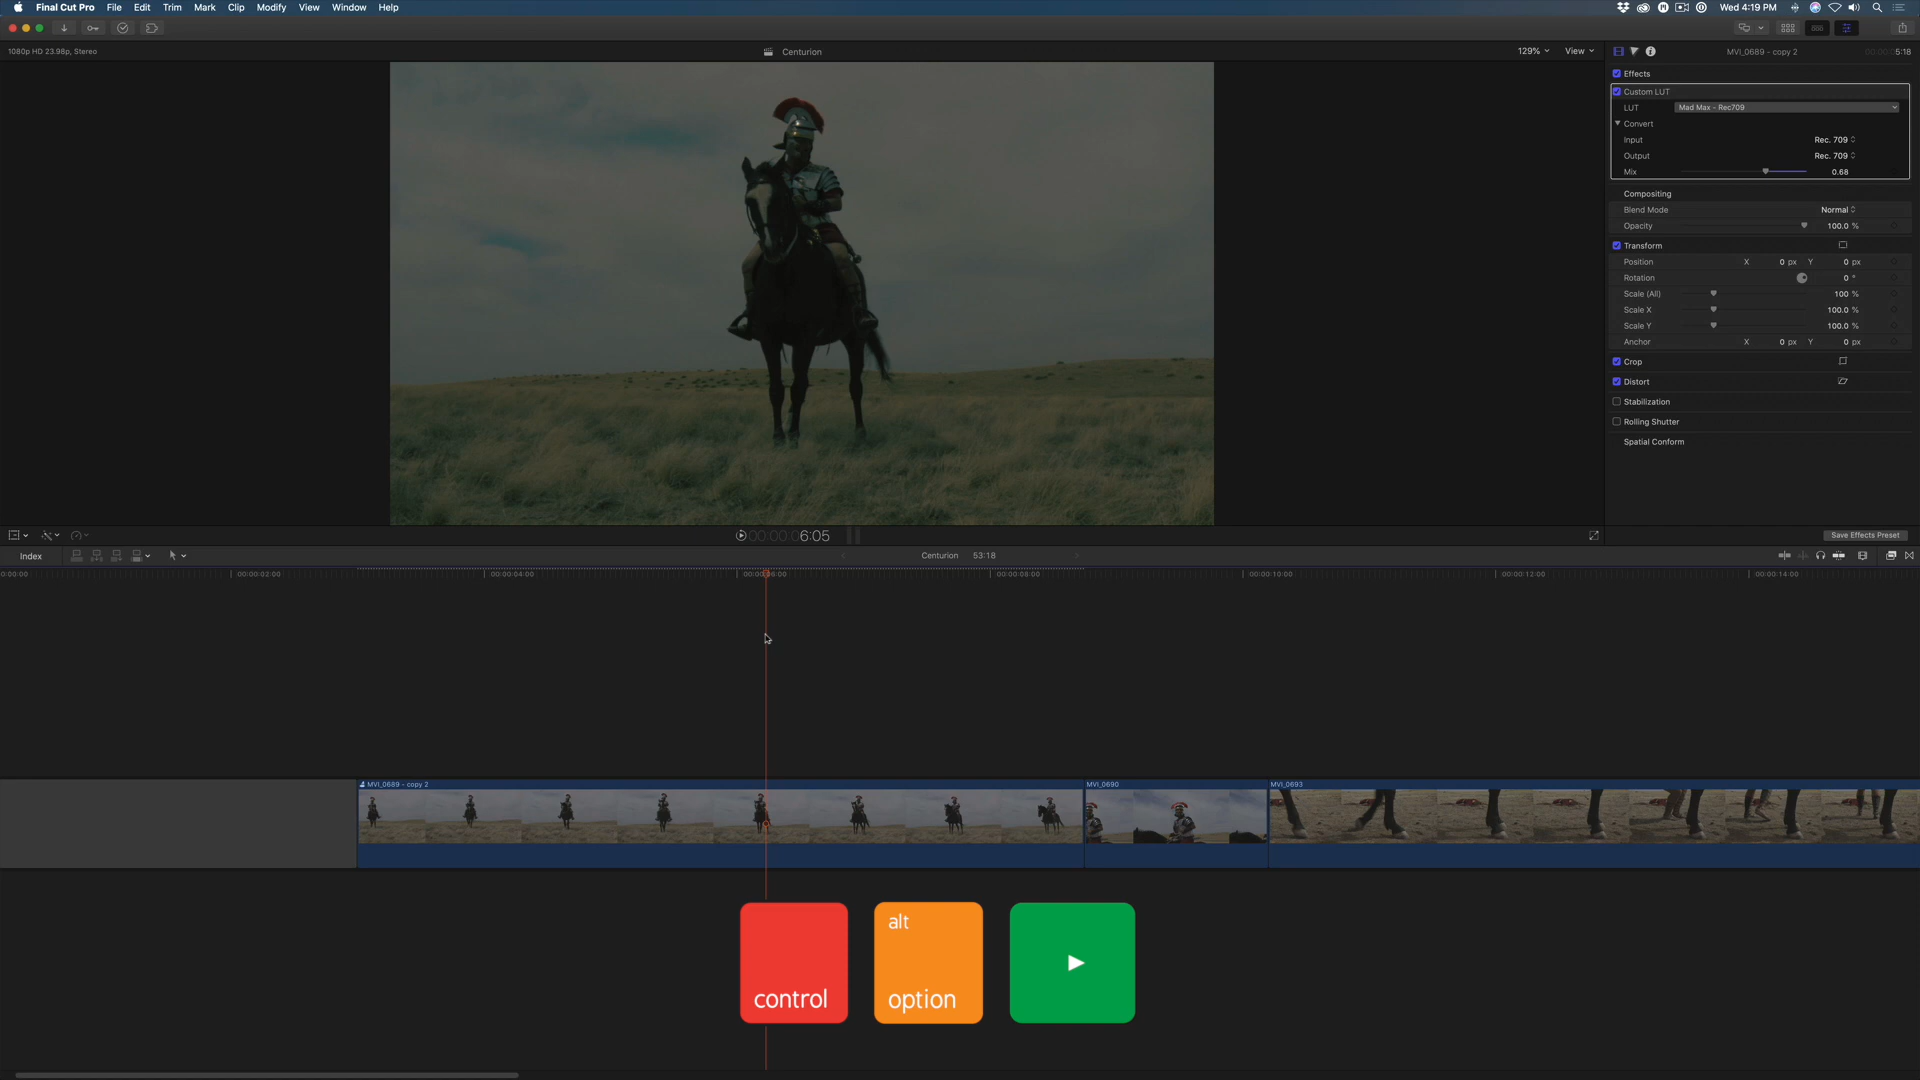 Final Cut Pro File Edit Trim Mark Clip Modify View Window Help
Wed 4:19 PM
1080p HD 23.98p, Stereo
Centurion
129%
View
MVI_0689 - copy 2
5:18
Effects
Custom LUT
LUT Mad Max - Rec709
Convert
Input Rec. 709
Output Rec. 709
Mix 0.68
Compositing
Blend Mode Normal
Opacity 100.0 %
Transform
Position X 0 px Y 0 px
Rotation 0 °
Scale (All) 100 %
Scale X 100.0 %
Scale Y 100.0 %
Anchor X 0 px Y 0 px
Crop
Distort
Stabilization
Rolling Shutter
Spatial Conform
00:00:00:06:05
Save Effects Preset
Index
Centurion 53:18
00:00:02:00
00:00:04:00
00:00:08:00
00:00:10:00
00:00:12:00
00:00:14:00
MVI_0689 - copy 2
MVI_0690
MVI_0693
control
alt
option